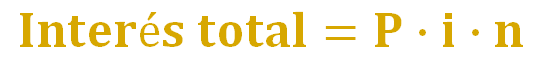 Interés total = P · i · n